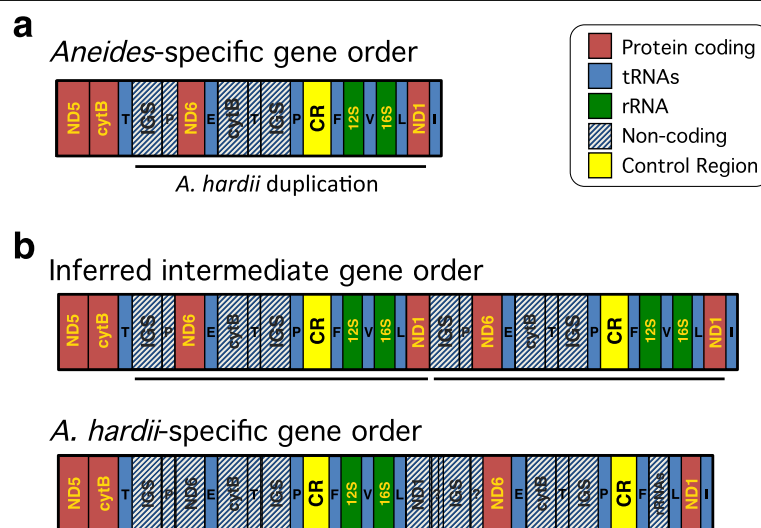 a
Aneides-specific gene order
ND5 cytB T IGS P ND6 E cytB T IGS P CR F 12S V 16S L ND1 I
A. hardii duplication
Protein coding
tRNAs
rRNA
Non-coding
Control Region
b
Inferred intermediate gene order
ND5 cytB T IGS P ND6 E cytB T IGS P CR F 12S V 16S L ND1 IGS P ND6 E cytB T IGS P CR F 12S V 16S L ND1 I
A. hardii-specific gene order
ND5 cytB T IGS P ND6 E cytB T IGS P CR F 12S V 16S L ND1 IGS ? ND6 E cytB T IGS P CR F rRNAs L ND1 I